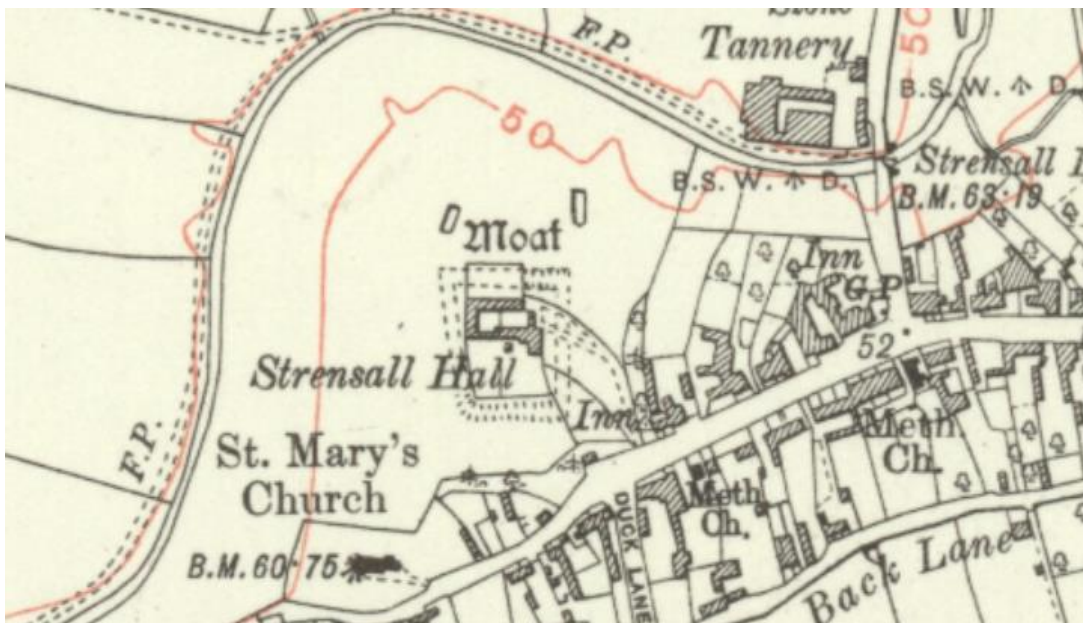 F.P.
Tannery
50
50
B.S.W. D.
B.S.W. D.
Strensall
B.M. 63·19
Moat
Inn
G.P.
52
Strensall Hall
Inn
Meth.
Ch.
St. Mary's
Church
F.P.
Meth.
Ch.
DUCK LANE
B.M. 60·75
Back Lane